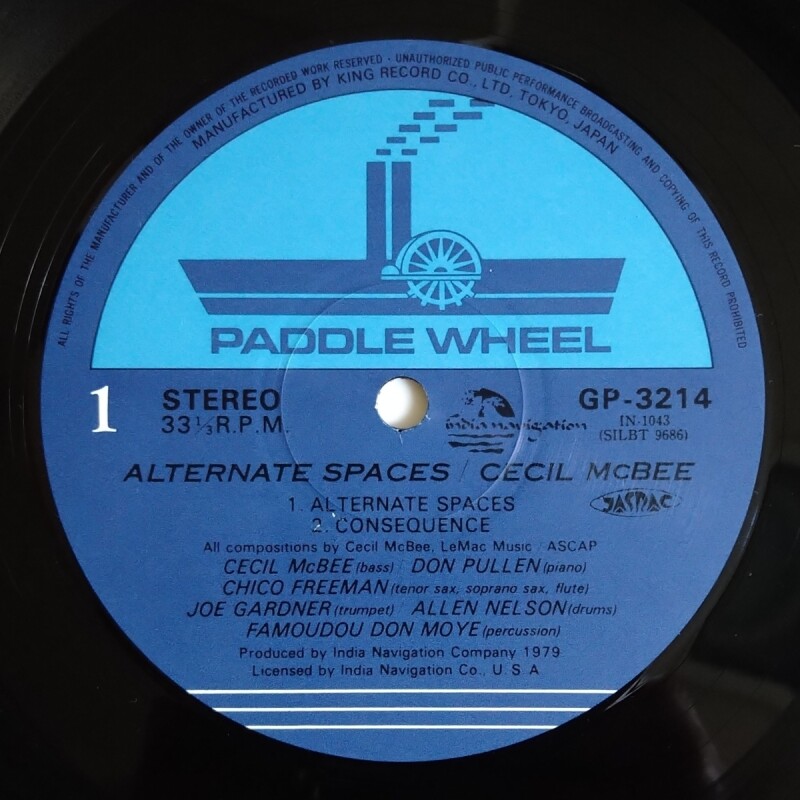 ALL RIGHTS OF THE MANUFACTURER AND OF THE OWNER OF THE RECORDED WORK RESERVED · UNAUTHORIZED PUBLIC PERFORMANCE BROADCASTING AND COPYING OF THIS RECORD PROHIBITED
MANUFACTURED BY KING RECORD CO., LTD. TOKYO, JAPAN
PADDLE WHEEL
1 STEREO GP-3214
33⅓ R.P.M. india navigation IN-1043
(SILBT 9686)
ALTERNATE SPACES / CECIL McBEE
1. ALTERNATE SPACES
2. CONSEQUENCE
JASRAC
All compositions by Cecil McBee, LeMac Music / ASCAP
CECIL McBEE (bass) / DON PULLEN (piano)
CHICO FREEMAN (tenor sax, soprano sax, flute)
JOE GARDNER (trumpet) / ALLEN NELSON (drums)
FAMOUDOU DON MOYE (percussion)
Produced by India Navigation Company 1979
Licensed by India Navigation Co., U.S.A